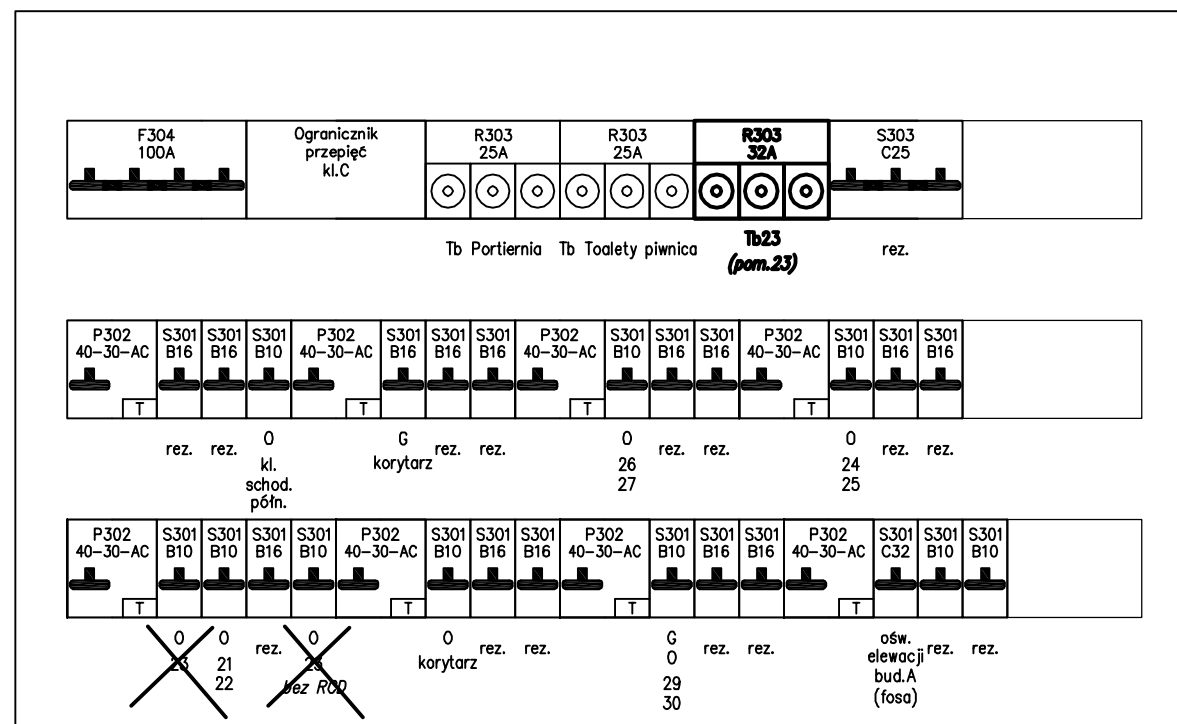 F304
100A
Ogranicznik
przepięć
kl.C
R303
25A
R303
25A
R303
32A
S303
C25
Tb Portiernia
Tb Toalety piwnica
Tb23
(pom.23)
rez.
P302
40-30-AC
T
S301
B16
S301
B16
S301
B10
P302
40-30-AC
T
S301
B16
S301
B16
S301
B16
P302
40-30-AC
T
S301
B10
S301
B16
S301
B16
P302
40-30-AC
T
S301
B10
S301
B16
S301
B16
rez.
rez.
O
kl.
schod.
półn.
G
korytarz
rez.
rez.
O
26
27
rez.
rez.
O
24
25
rez.
rez.
P302
40-30-AC
T
S301
B10
S301
B10
S301
B16
S301
B10
P302
40-30-AC
T
S301
B10
S301
B16
S301
B16
P302
40-30-AC
T
S301
B10
S301
B16
S301
B16
P302
40-30-AC
T
S301
C32
S301
B10
S301
B10
O
23
O
21
22
rez.
O
23
bez RCD
O
korytarz
rez.
rez.
G
O
29
30
rez.
rez.
ośw.
elewacji
bud.A
(fosa)
rez.
rez.